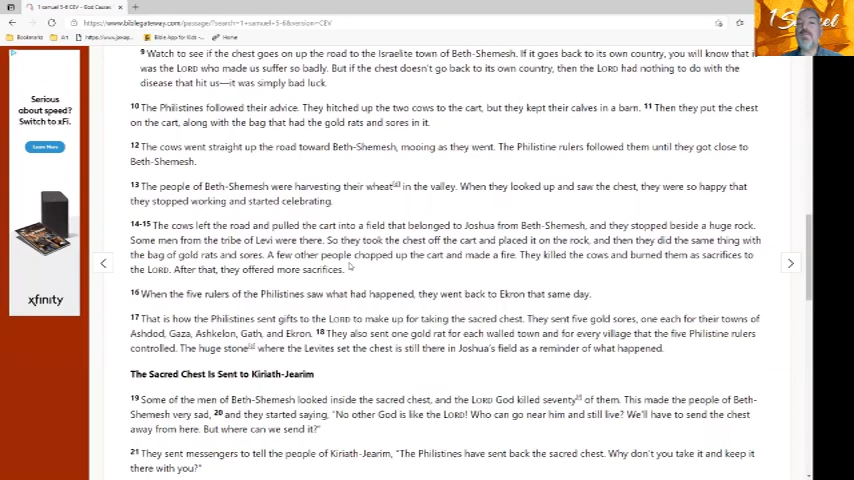 1 samuel 5-6 CEV – God Causes
https://www.biblegateway.com/passage/?search=1+samuel+5-6&version=CEV
Bookmarks
Art
Bible App for Kids -
Home
1 Samuel
9 Watch to see if the chest goes on up the road to the Israelite town of Beth-Shemesh. If it goes back to its own country, you will know that it
was the LORD who made us suffer so badly. But if the chest doesn't go back to its own country, then the LORD had nothing to do with the
disease that hit us—it was simply bad luck.
10 The Philistines followed their advice. They hitched up the two cows to the cart, but they kept their calves in a barn. 11 Then they put the chest
on the cart, along with the bag that had the gold rats and sores in it.
12 The cows went straight up the road toward Beth-Shemesh, mooing as they went. The Philistine rulers followed them until they got close to
Beth-Shemesh.
13 The people of Beth-Shemesh were harvesting their wheat in the valley. When they looked up and saw the chest, they were so happy that
they stopped working and started celebrating.
14-15 The cows left the road and pulled the cart into a field that belonged to Joshua from Beth-Shemesh, and they stopped beside a huge rock.
Some men from the tribe of Levi were there. So they took the chest off the cart and placed it on the rock, and then they did the same thing with
the bag of gold rats and sores. A few other people chopped up the cart and made a fire. They killed the cows and burned them as sacrifices to
the LORD. After that, they offered more sacrifices.
16 When the five rulers of the Philistines saw what had happened, they went back to Ekron that same day.
17 That is how the Philistines sent gifts to the LORD to make up for taking the sacred chest. They sent five gold sores, one each for their towns of
Ashdod, Gaza, Ashkelon, Gath, and Ekron. 18 They also sent one gold rat for each walled town and for every village that the five Philistine rulers
controlled. The huge stone where the Levites set the chest is still there in Joshua's field as a reminder of what happened.
The Sacred Chest Is Sent to Kiriath-Jearim
19 Some of the men of Beth-Shemesh looked inside the sacred chest, and the LORD God killed seventy of them. This made the people of Beth-
Shemesh very sad, 20 and they started saying, "No other God is like the LORD! Who can go near him and still live? We'll have to send the chest
away from here. But where can we send it?"
21 They sent messengers to tell the people of Kiriath-Jearim, "The Philistines have sent back the sacred chest. Why don't you take it and keep it
there with you?"
Serious
about speed?
Switch to xFi.
Learn More
xfinity